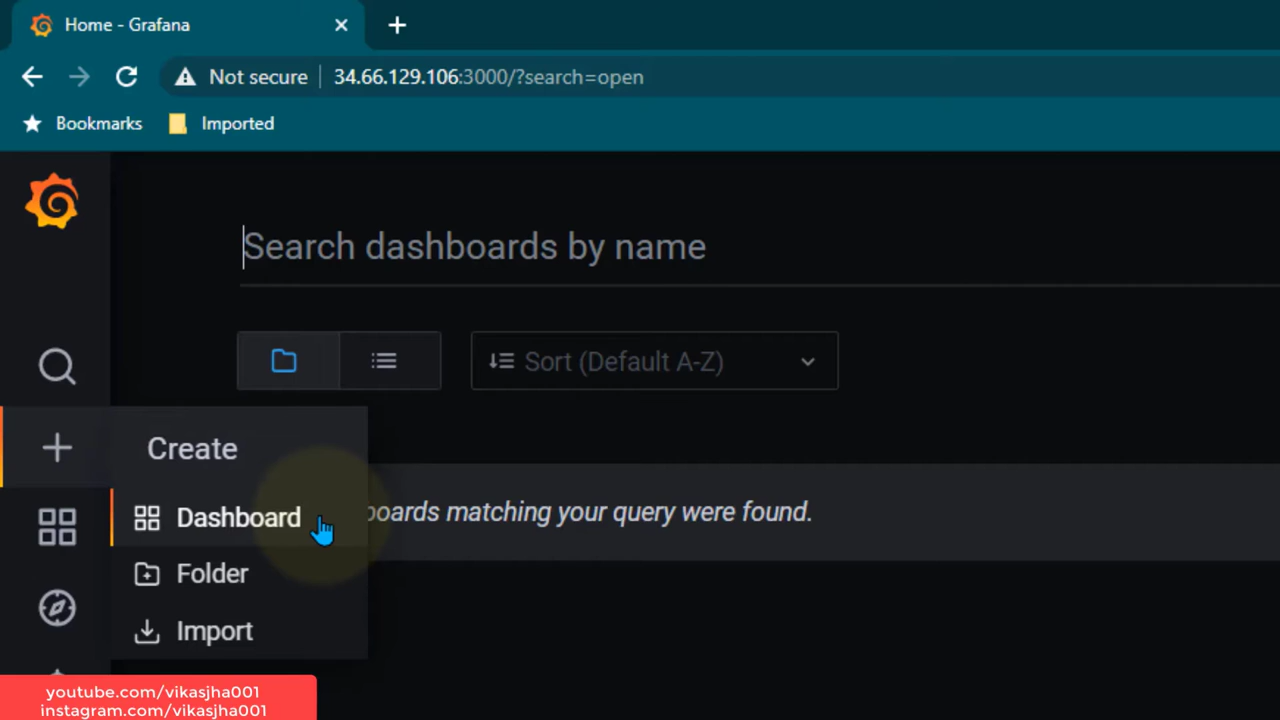 Home - Grafana
Not secure 34.66.129.106:3000/?search=open
Bookmarks Imported
Search dashboards by name
Sort (Default A-Z)
Create
Dashboard
boards matching your query were found.
Folder
Import
youtube.com/vikasjha001
instagram.com/vikasjha001